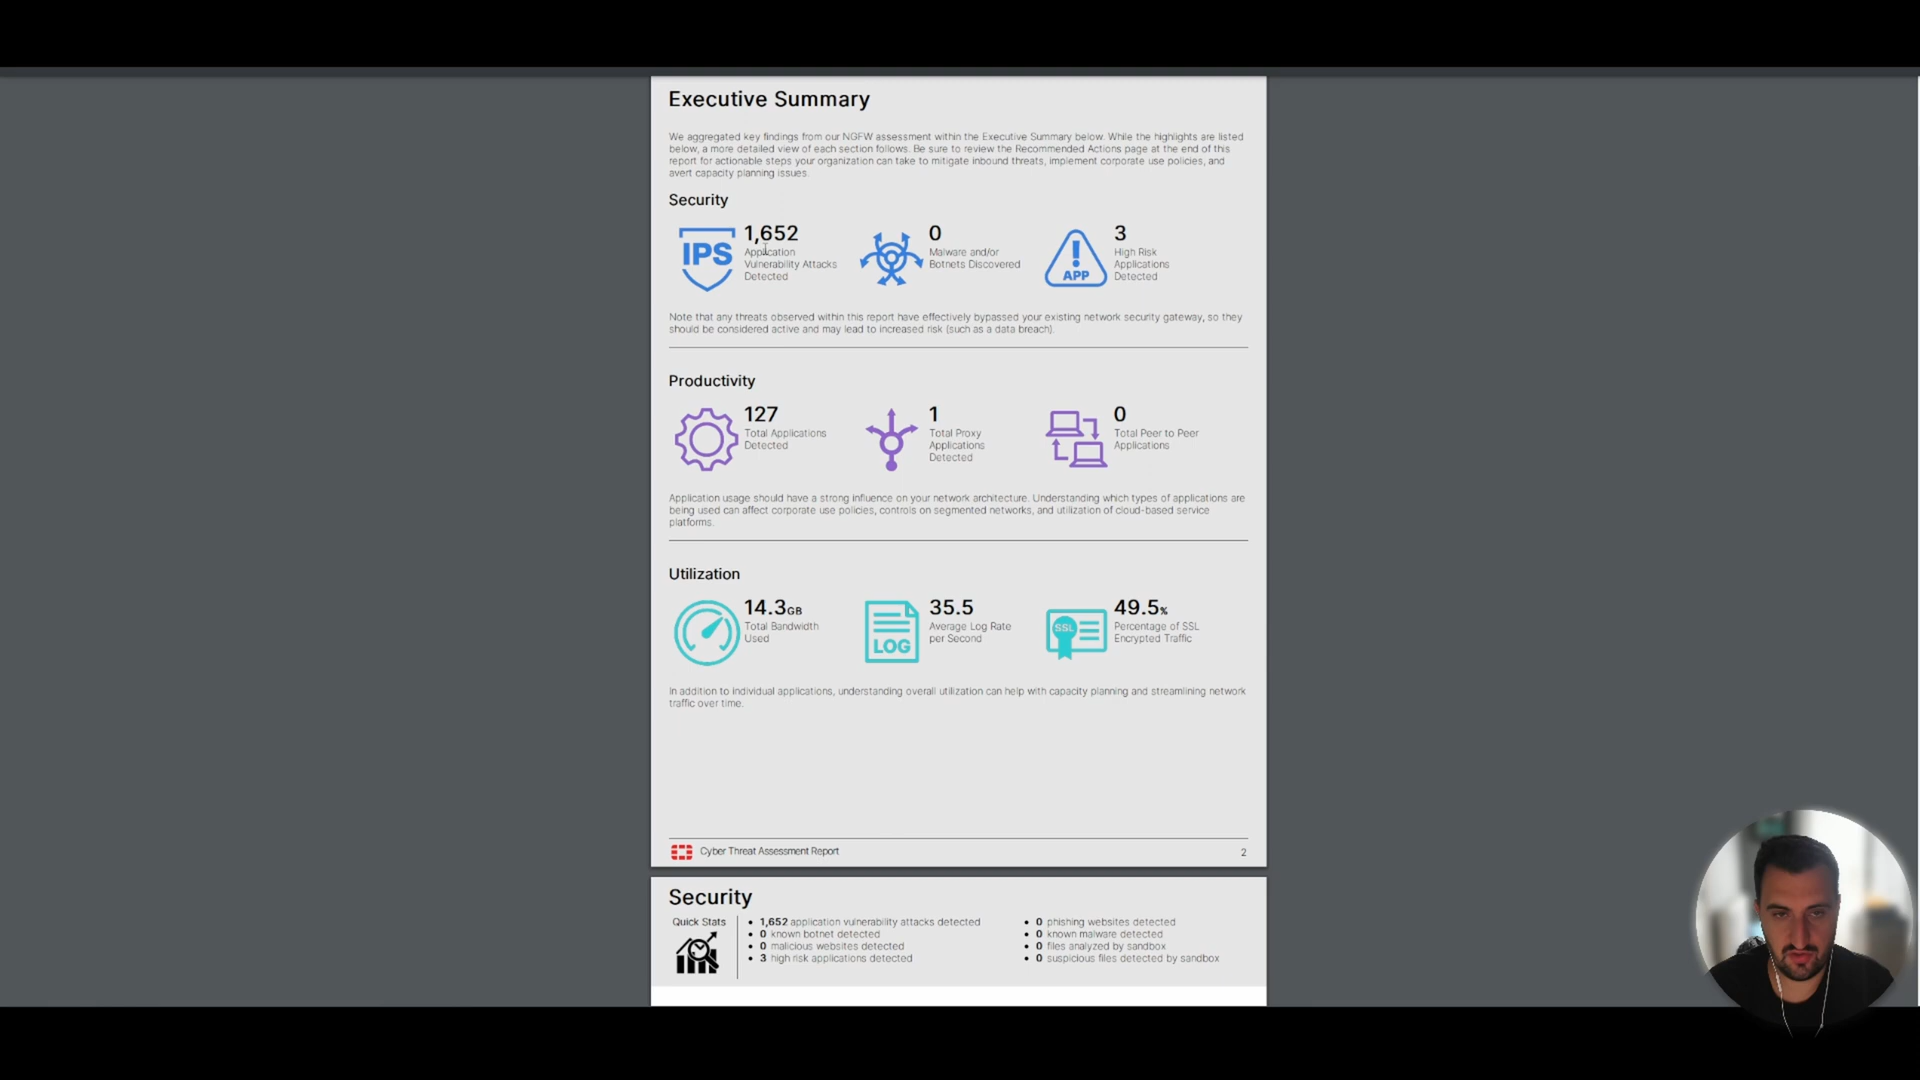 Executive Summary
We aggregated key findings from our NGFW assessment within the Executive Summary below. While the highlights are listed
below, a more detailed view of each section follows. Be sure to review the Recommended Actions page at the end of this
report for actionable steps your organization can take to mitigate inbound threats, implement corporate use policies, and
avert capacity planning issues.
Security
IPS
1,652
Application
Vulnerability Attacks
Detected
0
Malware and/or
Botnets Discovered
APP
3
High Risk
Applications
Detected
Note that any threats observed within this report have effectively bypassed your existing network security gateway, so they
should be considered active and may lead to increased risk (such as a data breach).
Productivity
127
Total Applications
Detected
1
Total Proxy
Applications
Detected
0
Total Peer to Peer
Applications
Application usage should have a strong influence on your network architecture. Understanding which types of applications are
being used can affect corporate use policies, controls on segmented networks, and utilization of cloud-based service
platforms.
Utilization
14.3GB
Total Bandwidth
Used
LOG
35.5
Average Log Rate
per Second
SSL
49.5%
Percentage of SSL
Encrypted Traffic
In addition to individual applications, understanding overall utilization can help with capacity planning and streamlining network
traffic over time.
Cyber Threat Assessment Report
2
Security
Quick Stats
• 1,652 application vulnerability attacks detected
• 0 known botnet detected
• 0 malicious websites detected
• 3 high risk applications detected
• 0 phishing websites detected
• 0 known malware detected
• 0 files analyzed by sandbox
• 0 suspicious files detected by sandbox